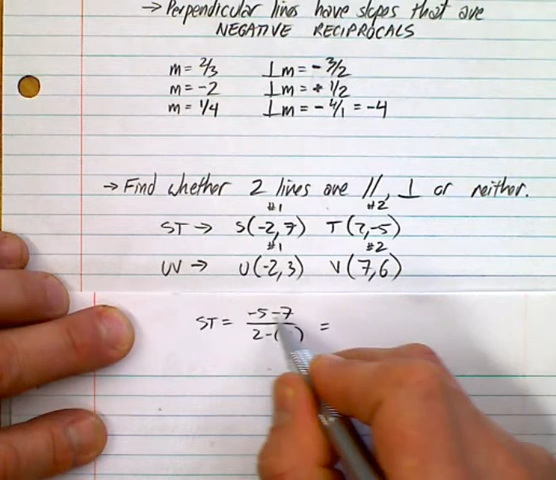 → Perpendicular lines have slopes that are
NEGATIVE RECIPROCALS
m = 2/3 ⊥m = -3/2
m = -2 ⊥m = + 1/2
m = 1/4 ⊥m = -4/1 = -4
→ Find whether 2 lines are //, ⊥ or neither.
#1 #2
ST → S(-2,7) T(2,-5)
#1 #2
UV → U(-2,3) V(7,6)
ST = -5-7 =
2-( )